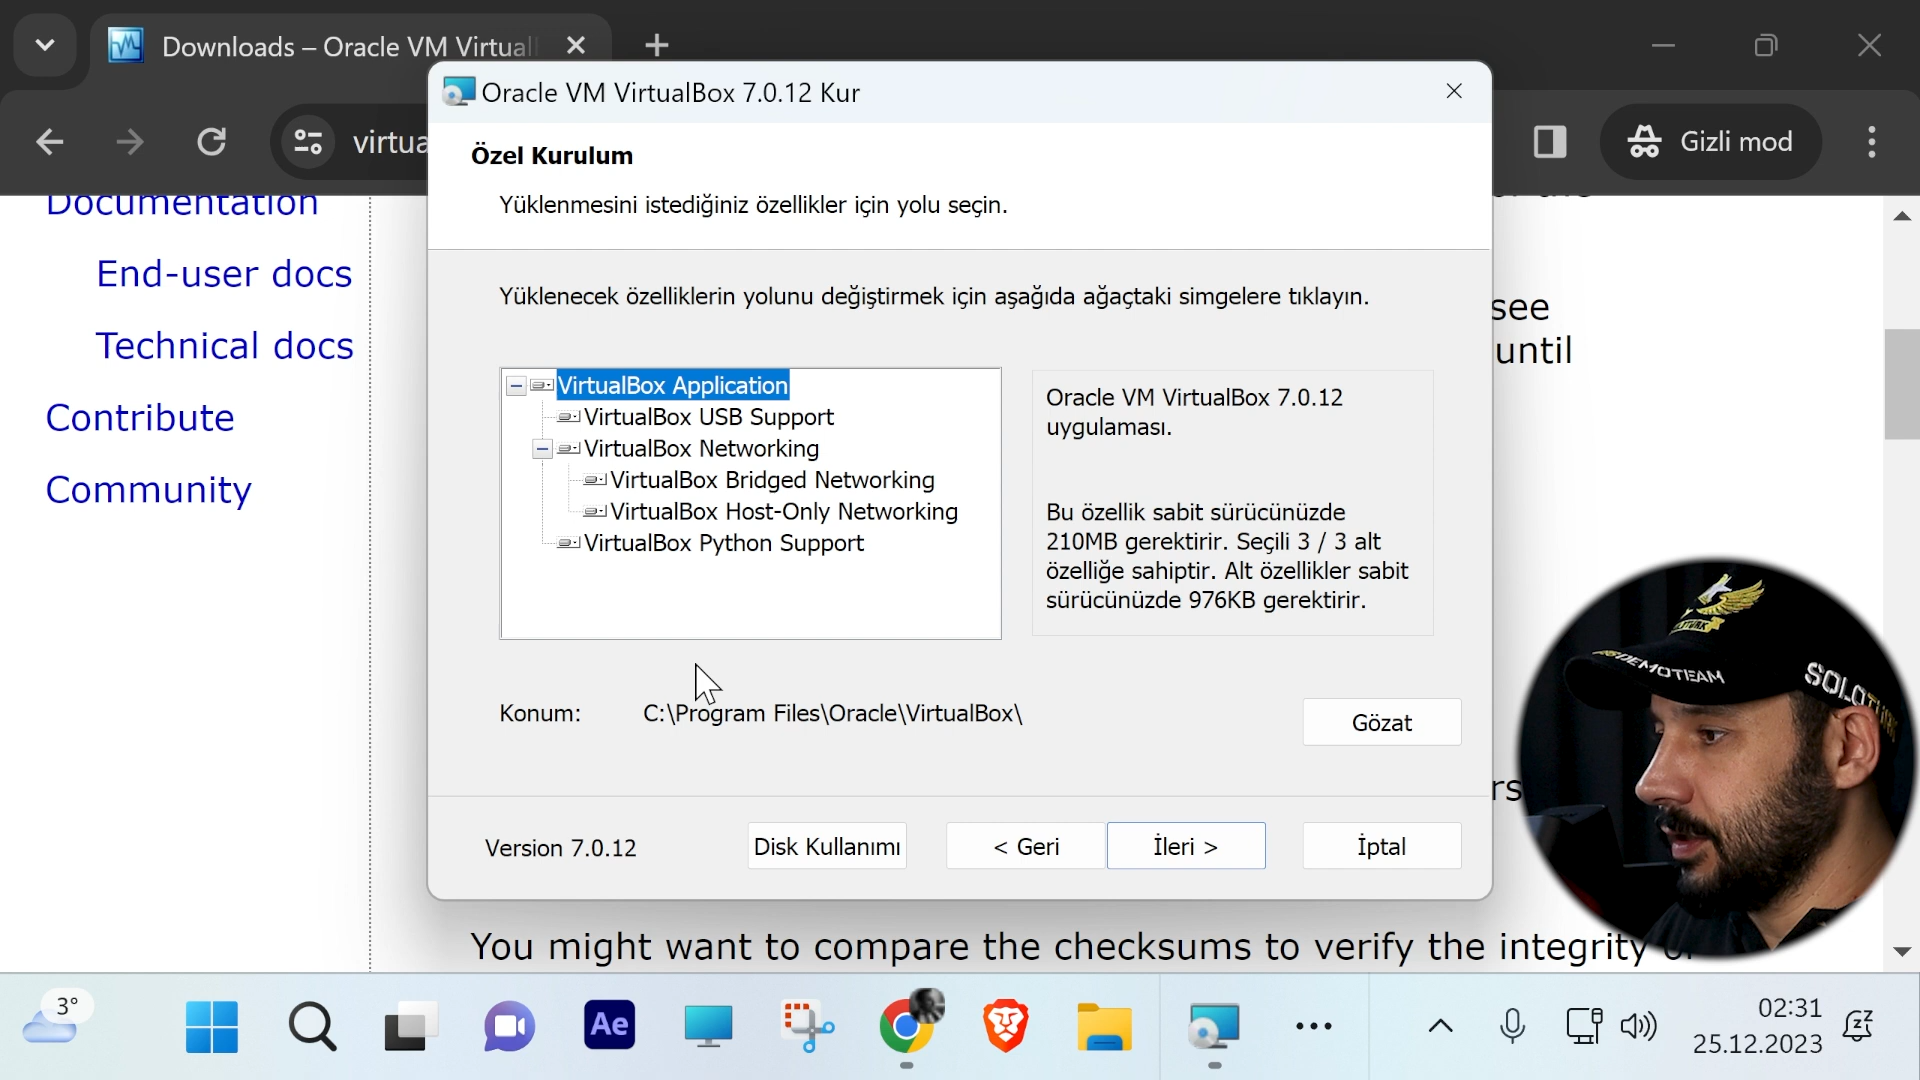 Downloads – Oracle VM Virtual
Oracle VM VirtualBox 7.0.12 Kur
virtua
Gizli mod
Özel Kurulum
Yüklenmesini istediğiniz özellikler için yolu seçin.
Documentation
End-user docs
Technical docs
Contribute
Community
Yüklenecek özelliklerin yolunu değiştirmek için aşağıda ağaçtaki simgelere tıklayın.
see
until
VirtualBox Application
VirtualBox USB Support
VirtualBox Networking
VirtualBox Bridged Networking
VirtualBox Host-Only Networking
VirtualBox Python Support
Oracle VM VirtualBox 7.0.12
uygulaması.
Bu özellik sabit sürücünüzde
210MB gerektirir. Seçili 3 / 3 alt
özelliğe sahiptir. Alt özellikler sabit
sürücünüzde 976KB gerektirir.
Konum:
C:\Program Files\Oracle\VirtualBox\
Gözat
Version 7.0.12
Disk Kullanımı
< Geri
İleri >
İptal
rs
You might want to compare the checksums to verify the integrity
DEMOTEAM
3°
Ae
02:31
25.12.2023